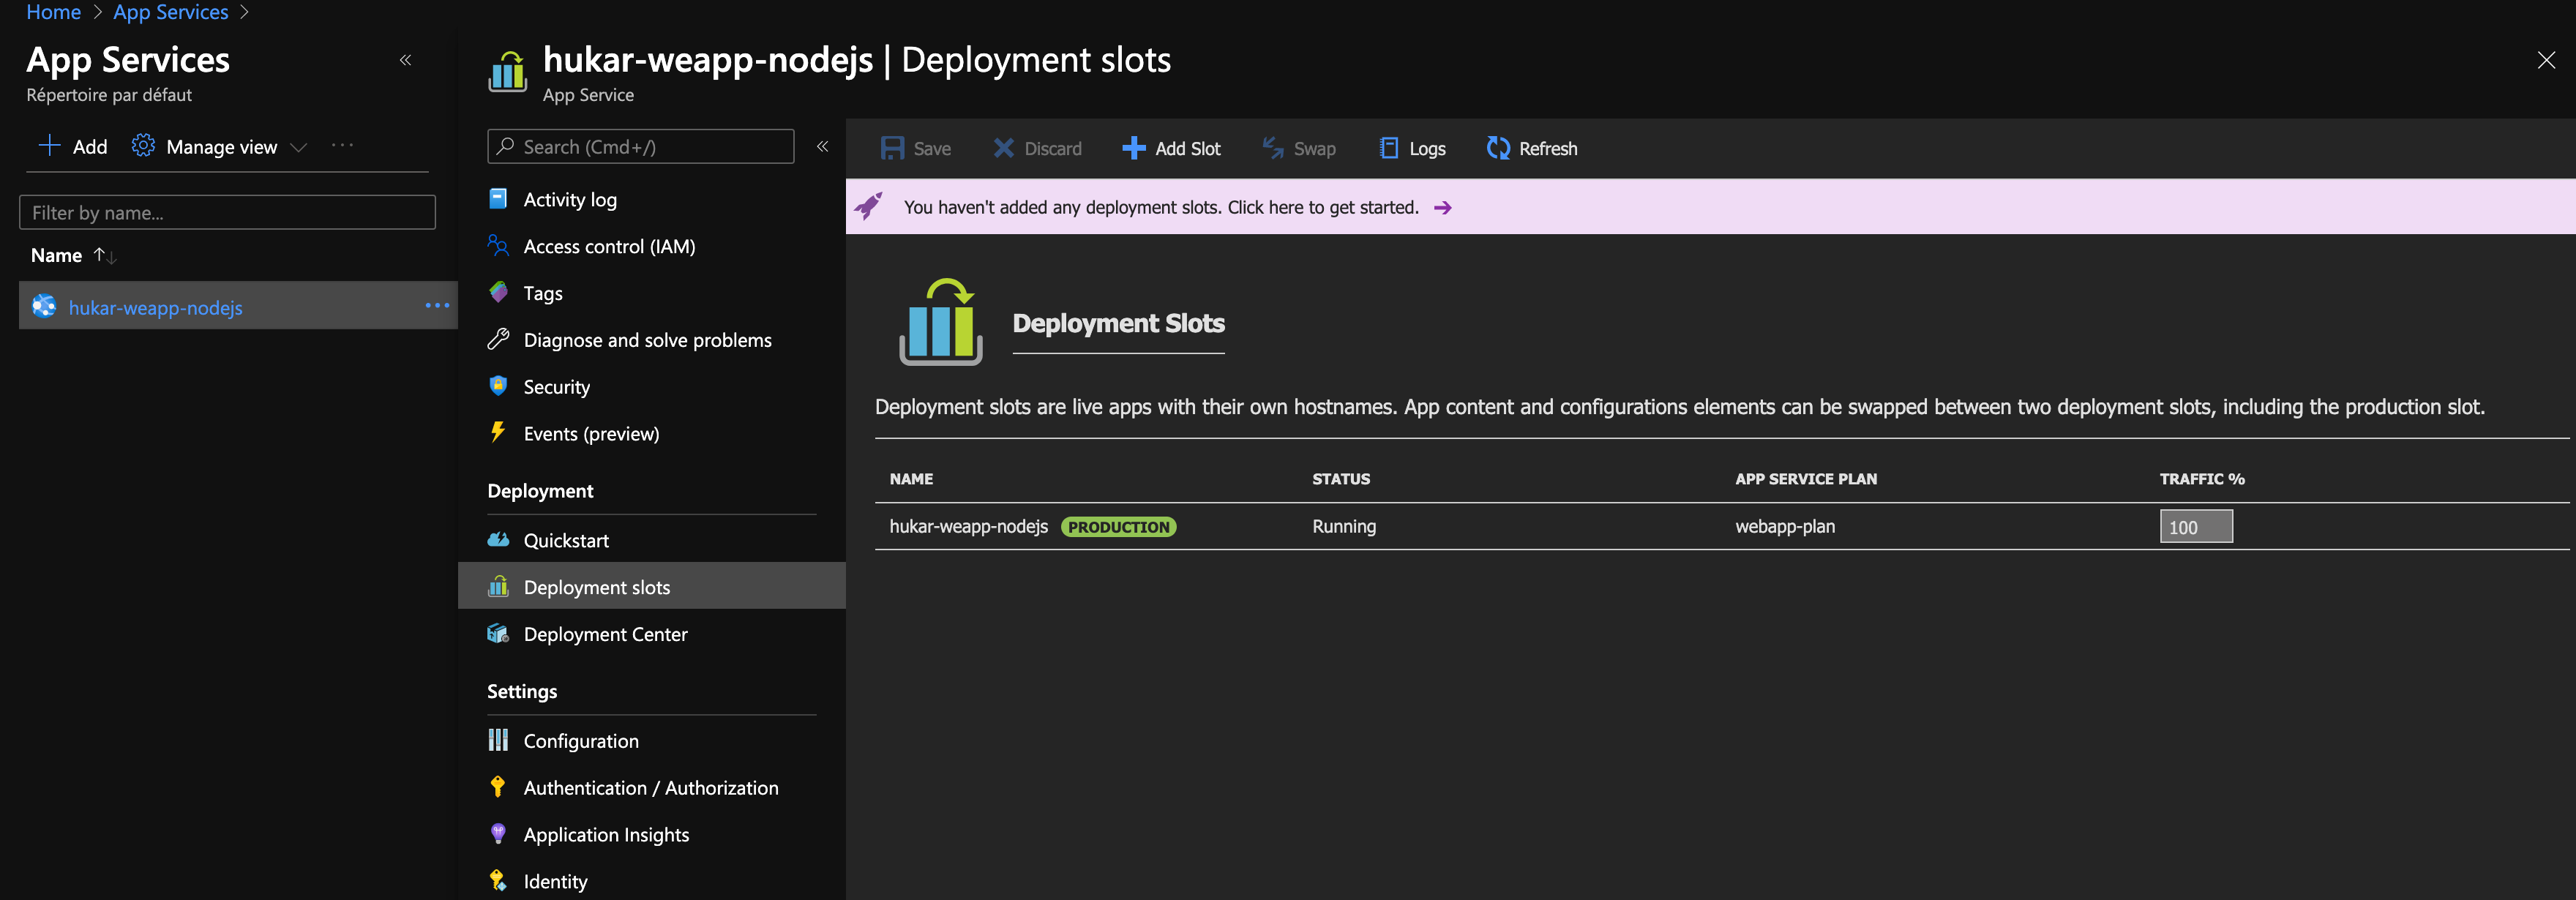 Home > App Services >
App Services
Répertoire par défaut
Add Manage view ...
Filter by name...
Name ↑↓
hukar-weapp-nodejs ...
hukar-weapp-nodejs | Deployment slots
App Service
Search (Cmd+/)
Activity log
Access control (IAM)
Tags
Diagnose and solve problems
Security
Events (preview)
Deployment
Quickstart
Deployment slots
Deployment Center
Settings
Configuration
Authentication / Authorization
Application Insights
Identity
Save Discard Add Slot Swap Logs Refresh
You haven't added any deployment slots. Click here to get started. →
Deployment Slots
Deployment slots are live apps with their own hostnames. App content and configurations elements can be swapped between two deployment slots, including the production slot.
NAME STATUS APP SERVICE PLAN TRAFFIC %
hukar-weapp-nodejs PRODUCTION Running webapp-plan 100